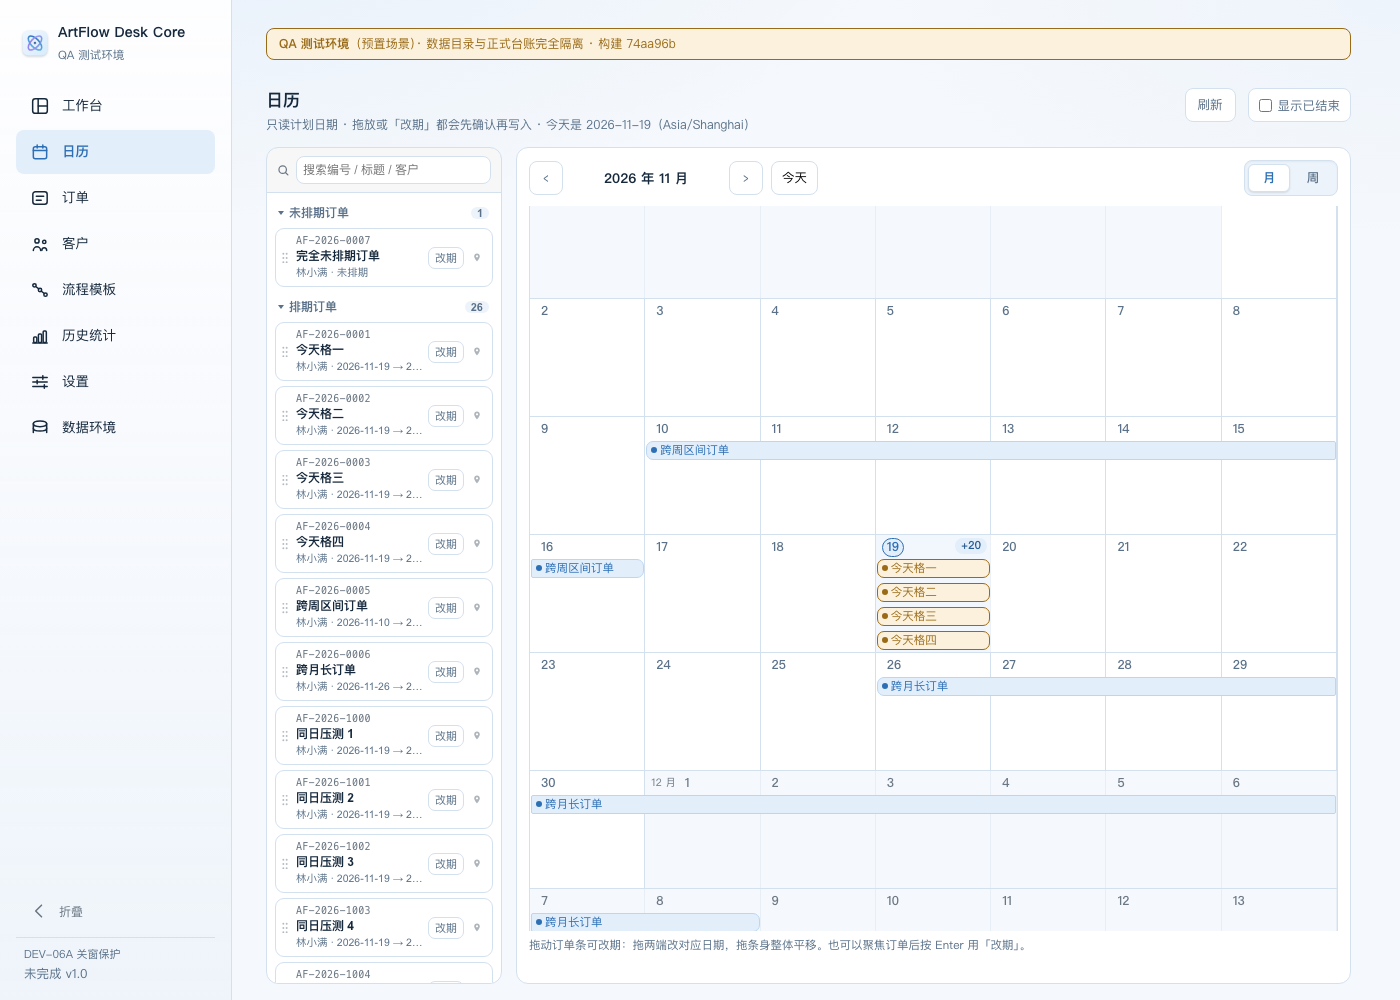 ArtFlow Desk Core
QA 测试环境
工作台
日历
订单
客户
流程模板
历史统计
设置
数据环境
折叠
DEV-06A 关窗保护
未完成 v1.0
QA 测试环境（预置场景）· 数据目录与正式台账完全隔离 · 构建 74aa96b
日历
只读计划日期 · 拖放或「改期」都会先确认再写入 · 今天是 2026-11-19（Asia/Shanghai）
刷新
显示已结束
搜索编号 / 标题 / 客户
未排期订单 1
AF-2026-0007
完全未排期订单
林小满 · 未排期
改期
排期订单 26
AF-2026-0001
今天格一
林小满 · 2026-11-19 → 2…
改期
AF-2026-0002
今天格二
林小满 · 2026-11-19 → 2…
改期
AF-2026-0003
今天格三
林小满 · 2026-11-19 → 2…
改期
AF-2026-0004
今天格四
林小满 · 2026-11-19 → 2…
改期
AF-2026-0005
跨周区间订单
林小满 · 2026-11-10 → 2…
改期
AF-2026-0006
跨月长订单
林小满 · 2026-11-26 → 2…
改期
AF-2026-1000
同日压测 1
林小满 · 2026-11-19 → 2…
改期
AF-2026-1001
同日压测 2
林小满 · 2026-11-19 → 2…
改期
AF-2026-1002
同日压测 3
林小满 · 2026-11-19 → 2…
改期
AF-2026-1003
同日压测 4
林小满 · 2026-11-19 → 2…
改期
AF-2026-1004
2026 年 11 月
今天
月 周
2 3 4 5 6 7 8
9 10 11 12 13 14 15
跨周区间订单
16 17 18 19 +20 20 21 22
跨周区间订单
今天格一
今天格二
今天格三
今天格四
23 24 25 26 27 28 29
跨月长订单
30 12 月 1 2 3 4 5 6
跨月长订单
7 8 9 10 11 12 13
跨月长订单
拖动订单条可改期：拖两端改对应日期，拖条身整体平移。也可以聚焦订单后按 Enter 用「改期」。